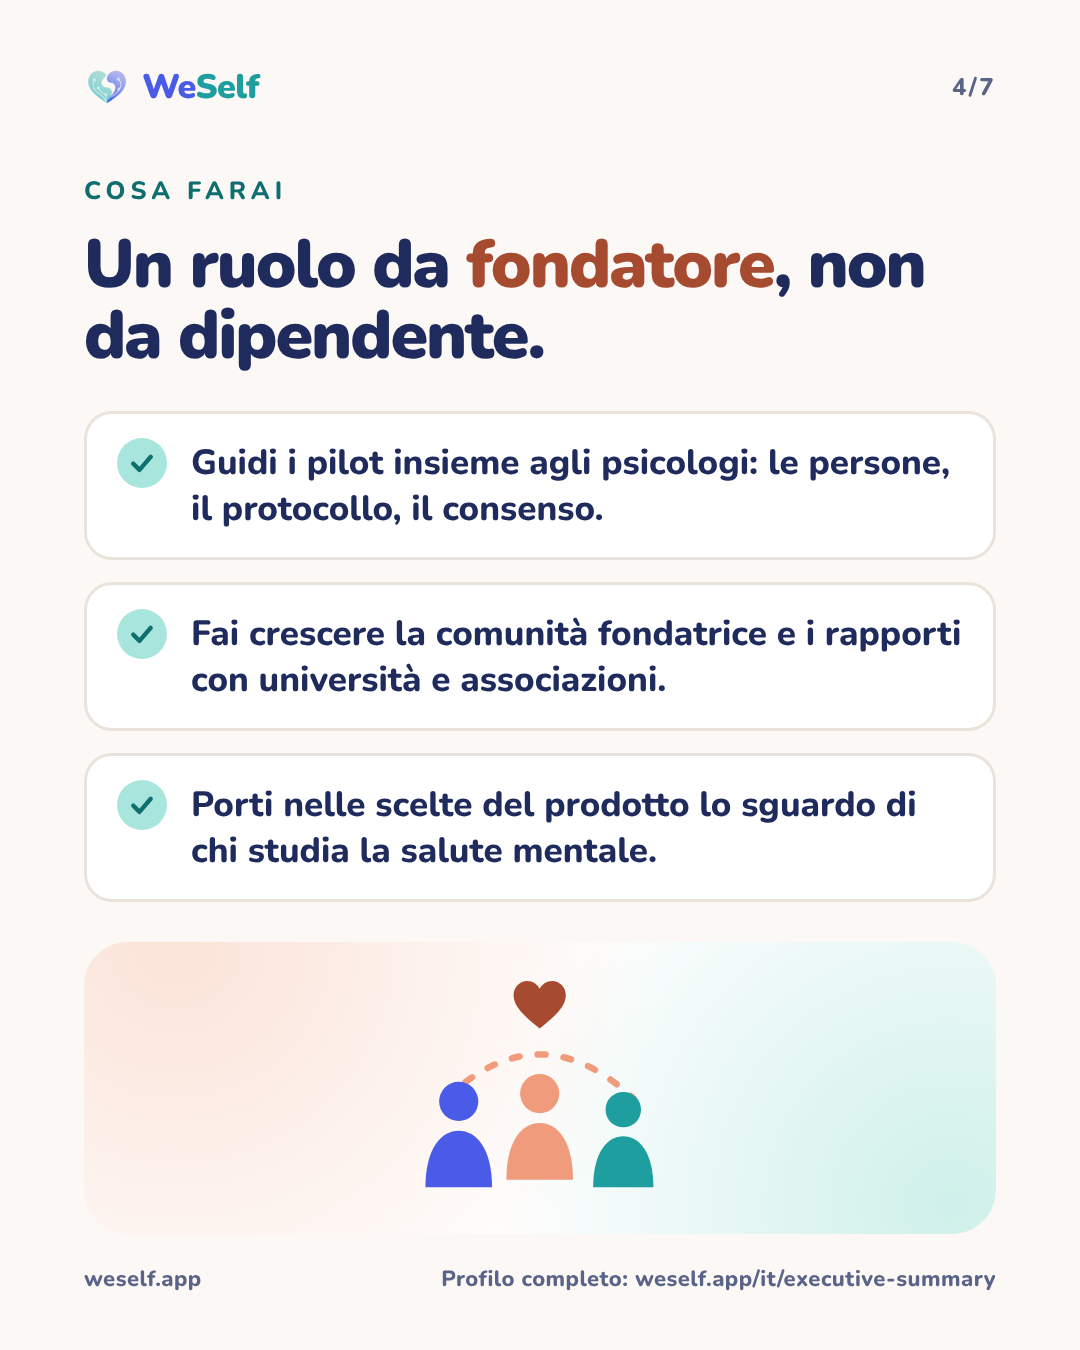 WeSelf
4/7
COSA FARAI
Un ruolo da fondatore, non
da dipendente.
Guidi i pilot insieme agli psicologi: le persone,
il protocollo, il consenso.
Fai crescere la comunità fondatrice e i rapporti
con università e associazioni.
Porti nelle scelte del prodotto lo sguardo di
chi studia la salute mentale.
weself.app
Profilo completo: weself.app/it/executive-summary